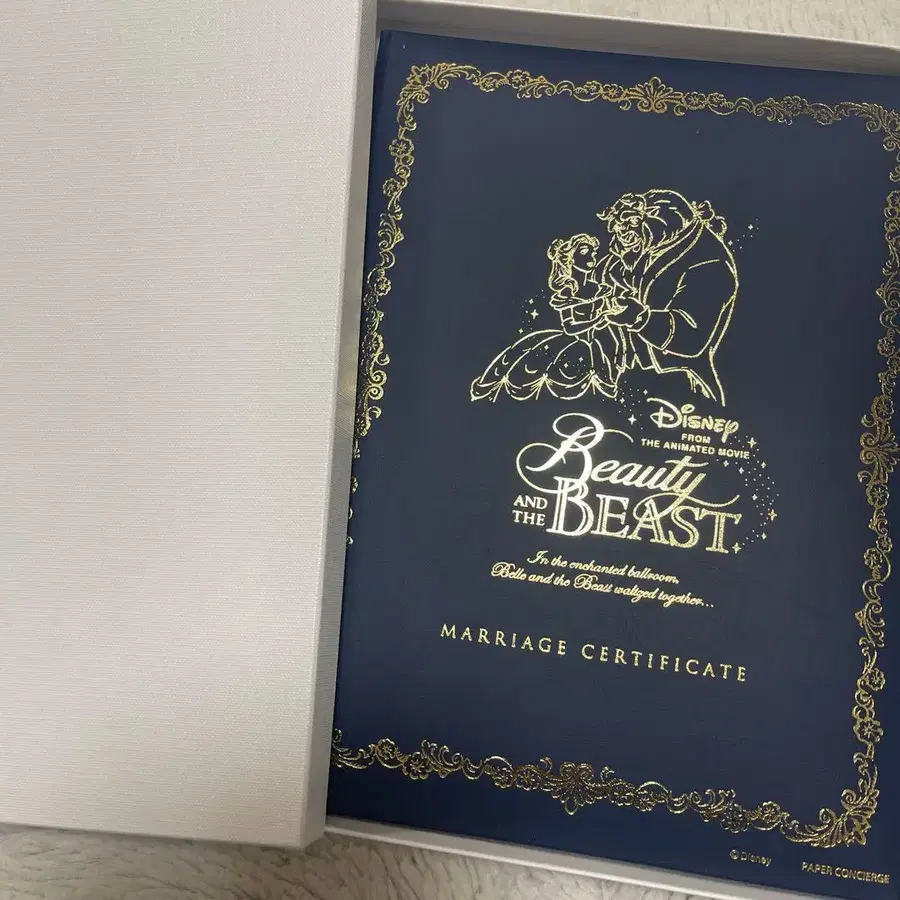 Disney
FROM
THE ANIMATED MOVIE
Beauty
AND
THE BEAST
In the enchanted ballroom,
Belle and the Beast waltzed together...
MARRIAGE CERTIFICATE
© Disney PAPER CONCIERGE